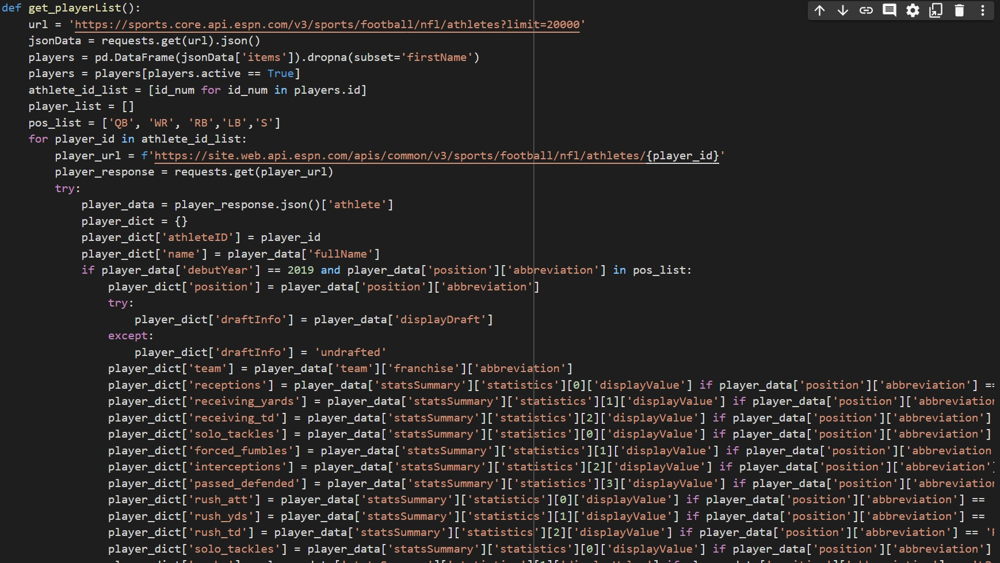 def get_playerList():
    url = 'https://sports.core.api.espn.com/v3/sports/football/nfl/athletes?limit=20000'
    jsonData = requests.get(url).json()
    players = pd.DataFrame(jsonData['items']).dropna(subset='firstName')
    players = players[players.active == True]
    athlete_id_list = [id_num for id_num in players.id]
    player_list = []
    pos_list = ['QB', 'WR', 'RB','LB','S']
    for player_id in athlete_id_list:
        player_url = f'https://site.web.api.espn.com/apis/common/v3/sports/football/nfl/athletes/{player_id}'
        player_response = requests.get(player_url)
        try:
            player_data = player_response.json()['athlete']
            player_dict = {}
            player_dict['athleteID'] = player_id
            player_dict['name'] = player_data['fullName']
            if player_data['debutYear'] == 2019 and player_data['position']['abbreviation'] in pos_list:
                player_dict['position'] = player_data['position']['abbreviation']
                try:
                    player_dict['draftInfo'] = player_data['displayDraft']
                except:
                    player_dict['draftInfo'] = 'undrafted'
                player_dict['team'] = player_data['team']['franchise']['abbreviation']
                player_dict['receptions'] = player_data['statsSummary']['statistics'][0]['displayValue'] if player_data['position']['abbreviation'] ==
                player_dict['receiving_yards'] = player_data['statsSummary']['statistics'][1]['displayValue'] if player_data['position']['abbreviation
                player_dict['receiving_td'] = player_data['statsSummary']['statistics'][2]['displayValue'] if player_data['position']['abbreviation']
                player_dict['solo_tackles'] = player_data['statsSummary']['statistics'][0]['displayValue'] if player_data['position']['abbreviation']
                player_dict['forced_fumbles'] = player_data['statsSummary']['statistics'][1]['displayValue'] if player_data['position']['abbreviation
                player_dict['interceptions'] = player_data['statsSummary']['statistics'][2]['displayValue'] if player_data['position']['abbreviation']
                player_dict['passed_defended'] = player_data['statsSummary']['statistics'][3]['displayValue'] if player_data['position']['abbreviation
                player_dict['rush_att'] = player_data['statsSummary']['statistics'][0]['displayValue'] if player_data['position']['abbreviation'] ==
                player_dict['rush_yds'] = player_data['statsSummary']['statistics'][1]['displayValue'] if player_data['position']['abbreviation'] ==
                player_dict['rush_td'] = player_data['statsSummary']['statistics'][2]['displayValue'] if player_data['position']['abbreviation'] == '
                player_dict['solo_tackles'] = player_data['statsSummary']['statistics'][0]['displayValue'] if player_data['position']['abbreviation']